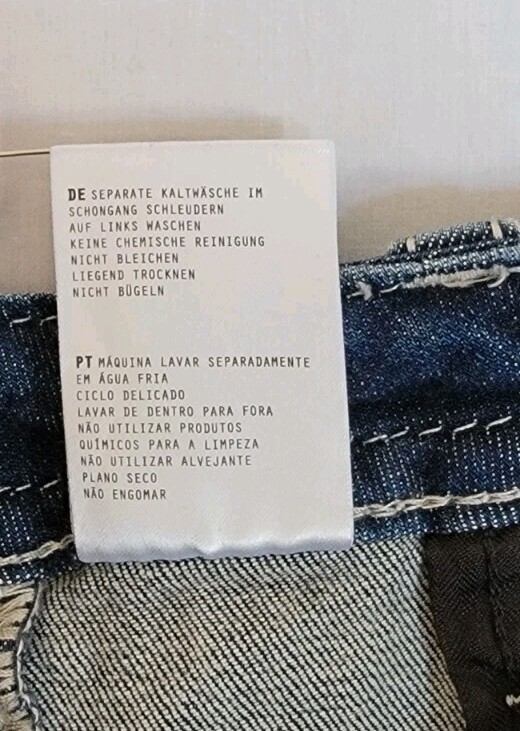 DE SEPARATE KALTWÄSCHE IM
SCHONGANG SCHLEUDERN
AUF LINKS WASCHEN
KEINE CHEMISCHE REINIGUNG
NICHT BLEICHEN
LIEGEND TROCKNEN
NICHT BÜGELN
PT MÁQUINA LAVAR SEPARADAMENTE
EM ÁGUA FRIA
CICLO DELICADO
LAVAR DE DENTRO PARA FORA
NÃO UTILIZAR PRODUTOS
QUÍMICOS PARA A LIMPEZA
NÃO UTILIZAR ALVEJANTE
PLANO SECO
NÃO ENGOMAR